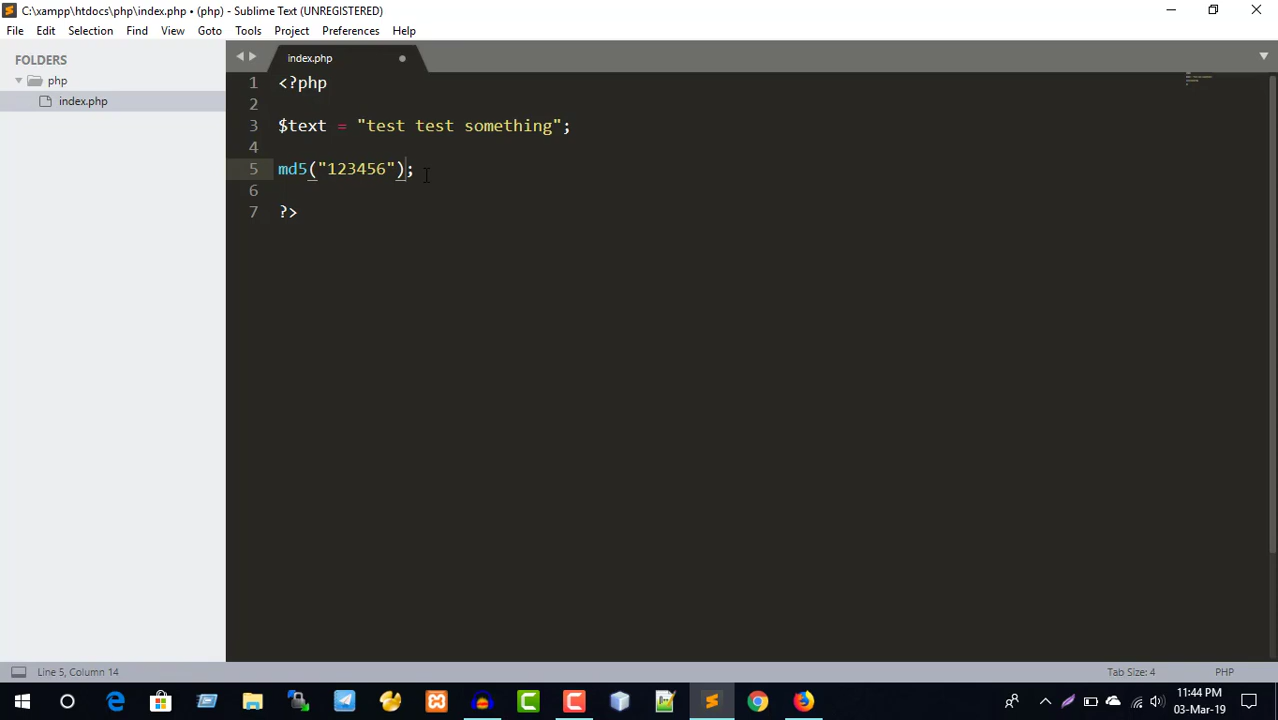 C:\xampp\htdocs\php\index.php • (php) - Sublime Text (UNREGISTERED)
File Edit Selection Find View Goto Tools Project Preferences Help
FOLDERS
php
index.php
index.php
1 <?php
2
3 $text = "test test something";
4
5 md5("123456");
6
7 ?>
Line 5, Column 14
Tab Size: 4
PHP
11:44 PM
03-Mar-19